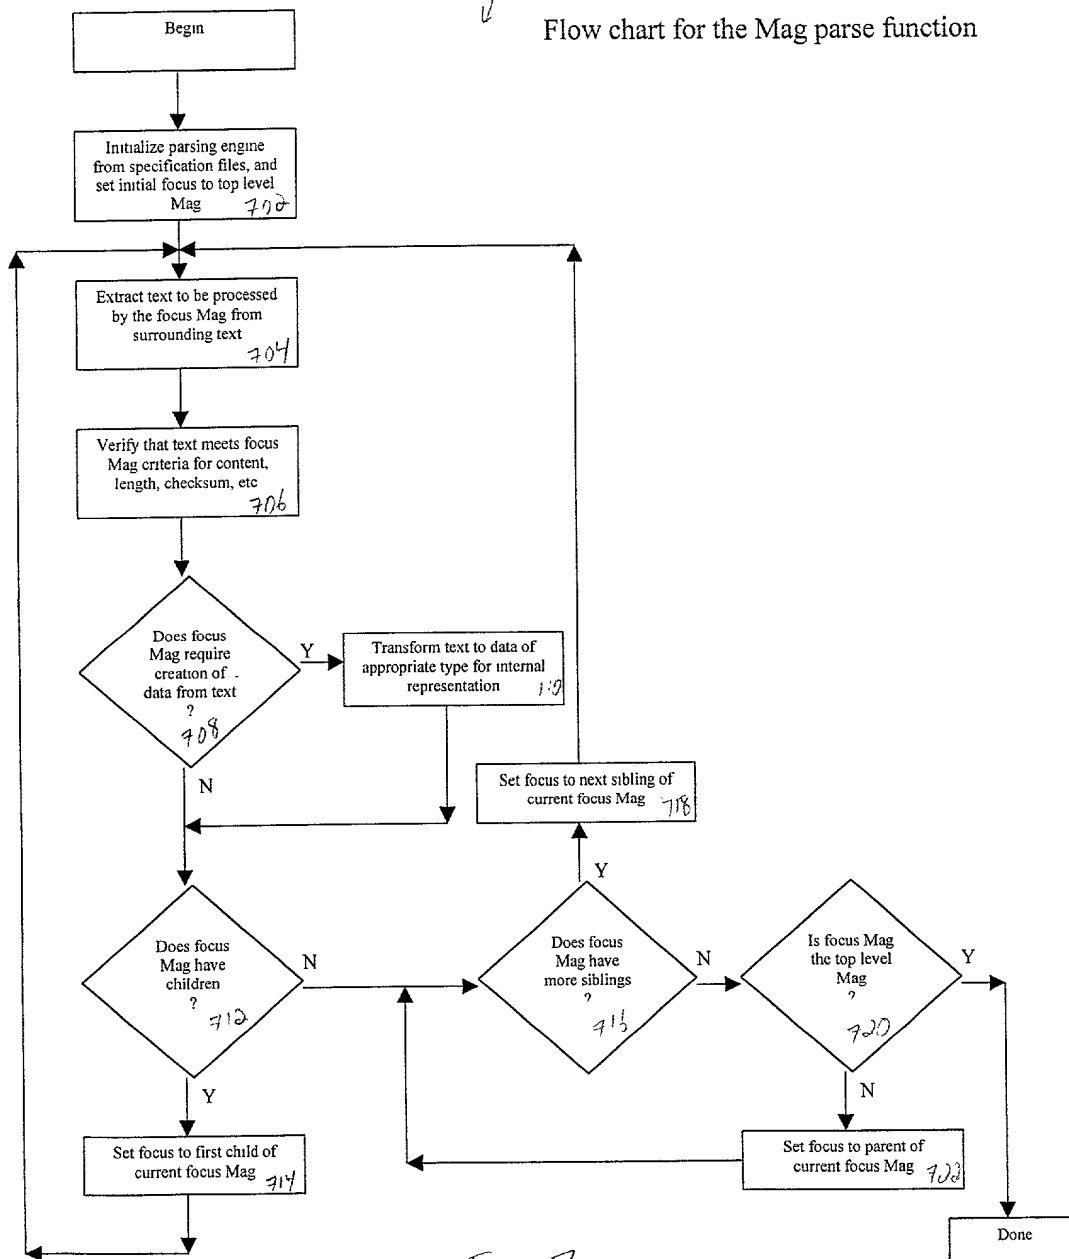 Flow chart for the Mag parse function
Begin
Initialize parsing engine
from specification files, and
set initial focus to top level
Mag
702
Extract text to be processed
by the focus Mag from
surrounding text
704
Verify that text meets focus
Mag criteria for content,
length, checksum, etc
706
Does focus
Mag require
creation of
data from text
?
708
Y
N
Transform text to data of
appropriate type for internal
representation
Set focus to next sibling of
current focus Mag
718
Y
Does focus
Mag have
children
?
712
N
Y
Does focus
Mag have
more siblings
?
716
N
Is focus Mag
the top level
Mag
?
720
Y
N
Set focus to first child of
current focus Mag
714
Set focus to parent of
current focus Mag
722
Done